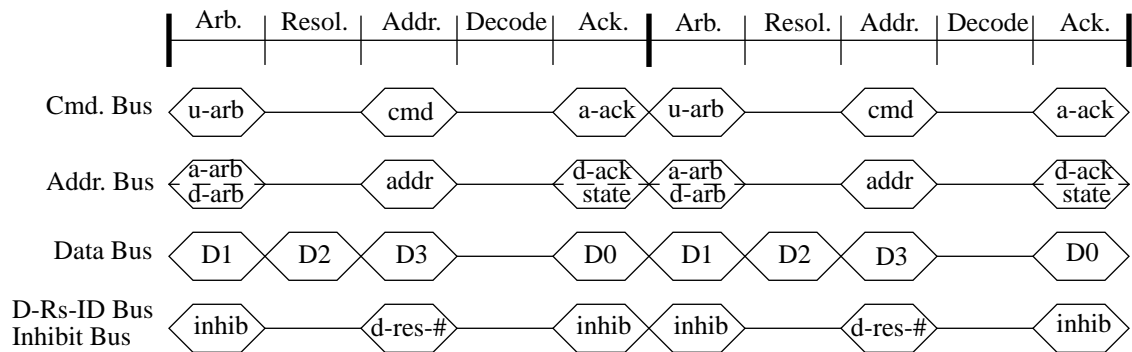 Arb. Resol. Addr. Decode Ack. Arb. Resol. Addr. Decode Ack.
Cmd. Bus u-arb cmd a-ack u-arb cmd a-ack
a-arb d-ack a-arb d-ack
Addr. Bus addr addr
d-arb state d-arb state
Data Bus D1 D2 D3 D0 D1 D2 D3 D0
D-Rs-ID Bus
Inhibit Bus inhib d-res-# inhib inhib d-res-# inhib